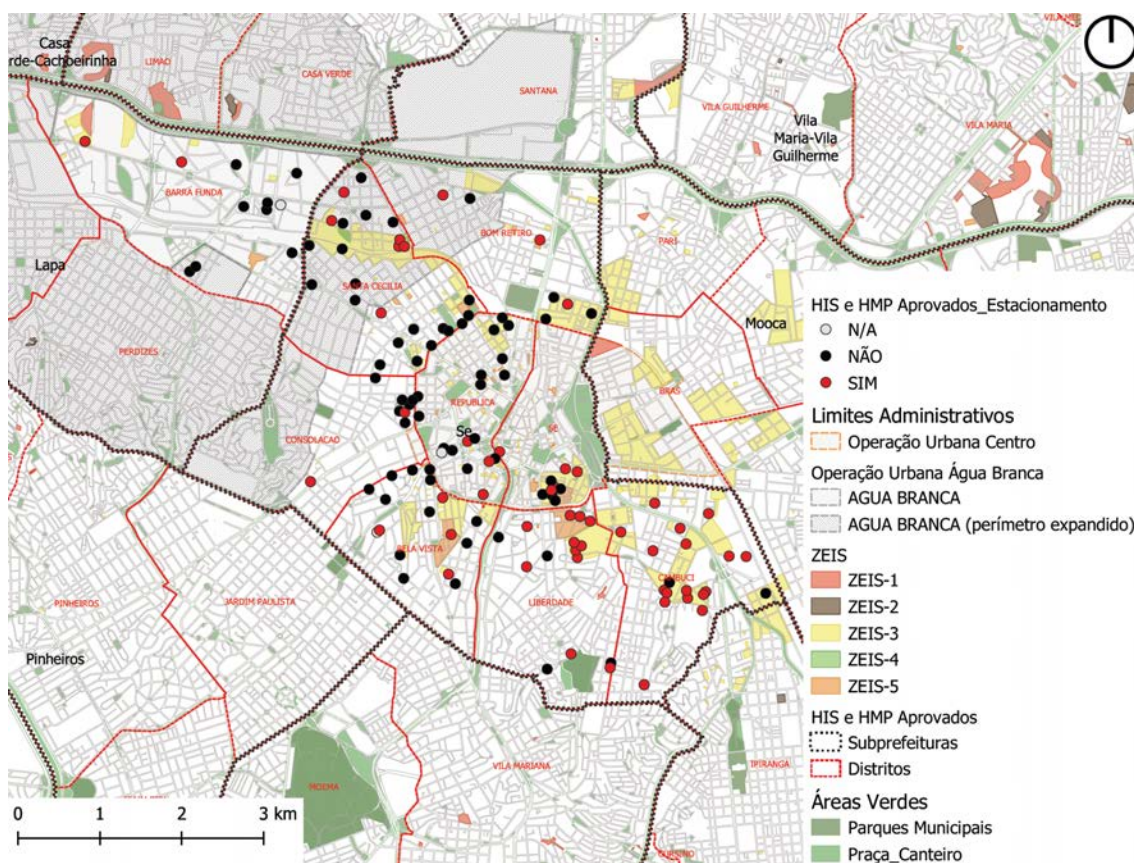 Casa
rde-Cachoeirinha
LIMAO
CASA VERDE
SANTANA
VILA GUILHERME
Vila
Maria-Vila
Guilherme
VILA MARIA
BARRA FUNDA
BOM RETIRO
PARI
Lapa
SANTA CECILIA
Mooca
PERDIZES
BRAS
REPUBLICA
Se
SE
CONSOLACAO
BELA VISTA
CAMBUCI
PINHEIROS
JARDIM PAULISTA
LIBERDADE
Pinheiros
VILA MARIANA
IPIRANGA
MOEMA
CURSINO
HIS e HMP Aprovados_Estacionamento
N/A
NÃO
SIM
Limites Administrativos
Operação Urbana Centro
Operação Urbana Água Branca
AGUA BRANCA
AGUA BRANCA (perímetro expandido)
ZEIS
ZEIS-1
ZEIS-2
ZEIS-3
ZEIS-4
ZEIS-5
HIS e HMP Aprovados
Subprefeituras
Distritos
Áreas Verdes
Parques Municipais
Praça_Canteiro
0 1 2 3 km